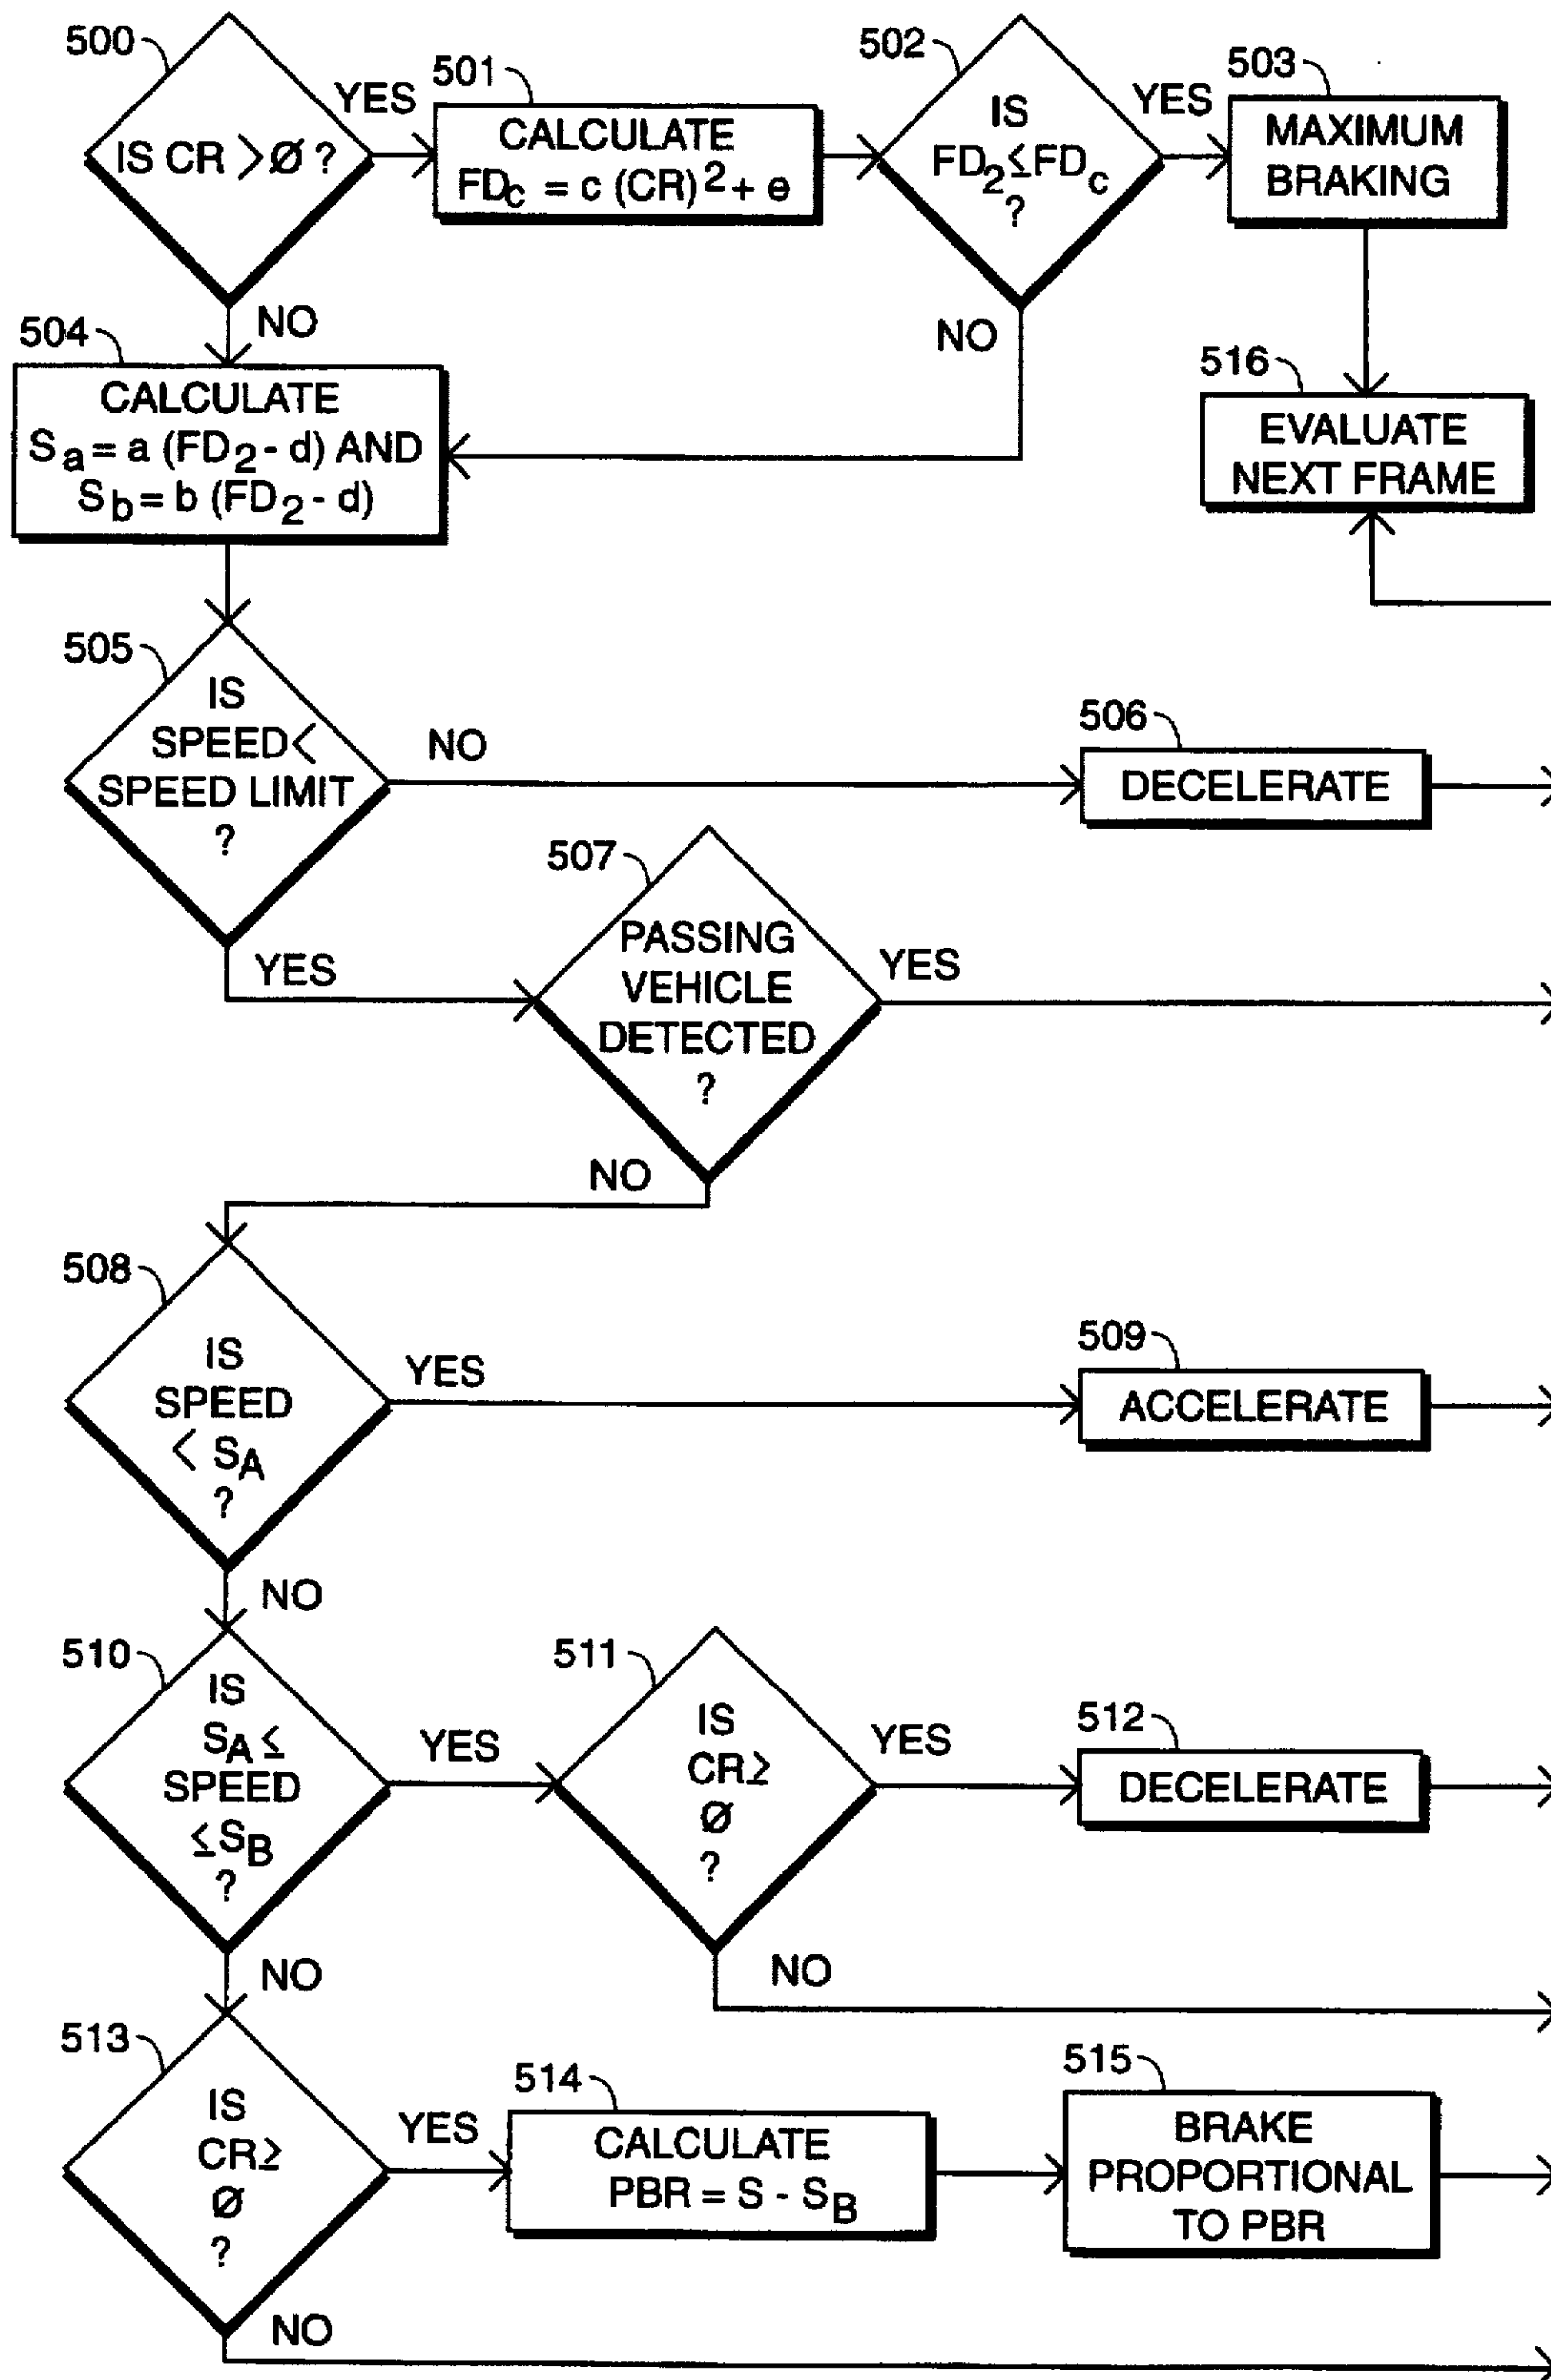 500
IS CR > Ø ?
YES
501
CALCULATE
FDc = c (CR)² + e
502
IS
FD₂ ≤ FDc
?
YES
503
MAXIMUM
BRAKING
NO
NO
504
CALCULATE
Sa = a (FD₂ - d) AND
Sb = b (FD₂ - d)
516
EVALUATE
NEXT FRAME
505
IS
SPEED <
SPEED LIMIT
?
NO
506
DECELERATE
YES
507
PASSING
VEHICLE
DETECTED
?
YES
NO
508
IS
SPEED
< SA
?
YES
509
ACCELERATE
NO
510
IS
SA ≤
SPEED
≤ SB
?
YES
511
IS
CR ≥
Ø
?
YES
512
DECELERATE
NO
NO
513
IS
CR ≥
Ø
?
YES
514
CALCULATE
PBR = S - SB
515
BRAKE
PROPORTIONAL
TO PBR
NO